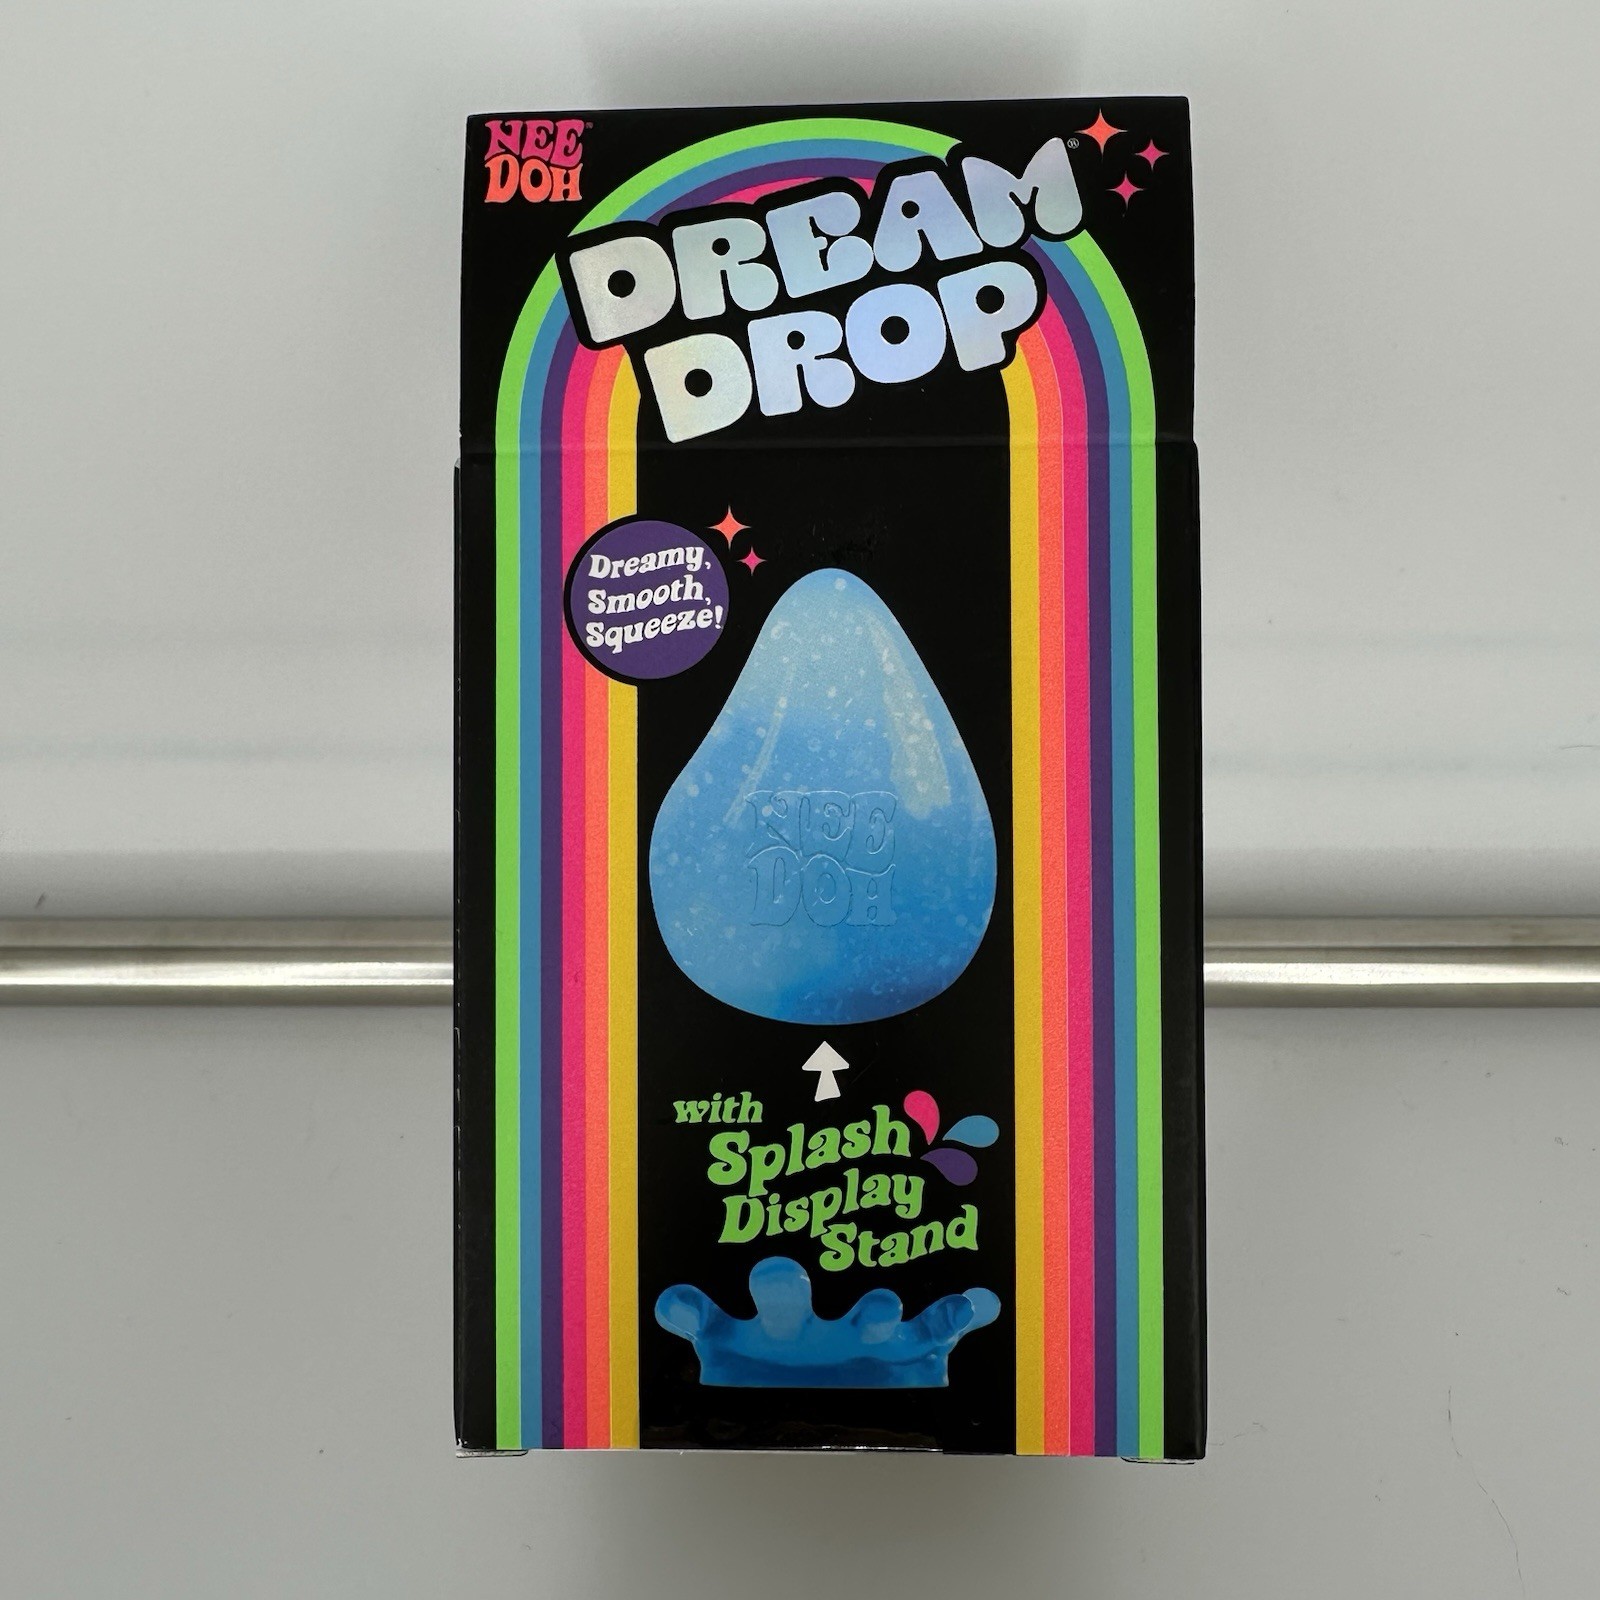 NEE
DOH
DREAM®
DROP
Dreamy,
Smooth,
Squeeze!
NEE
DOH
with
Splash
Display
Stand